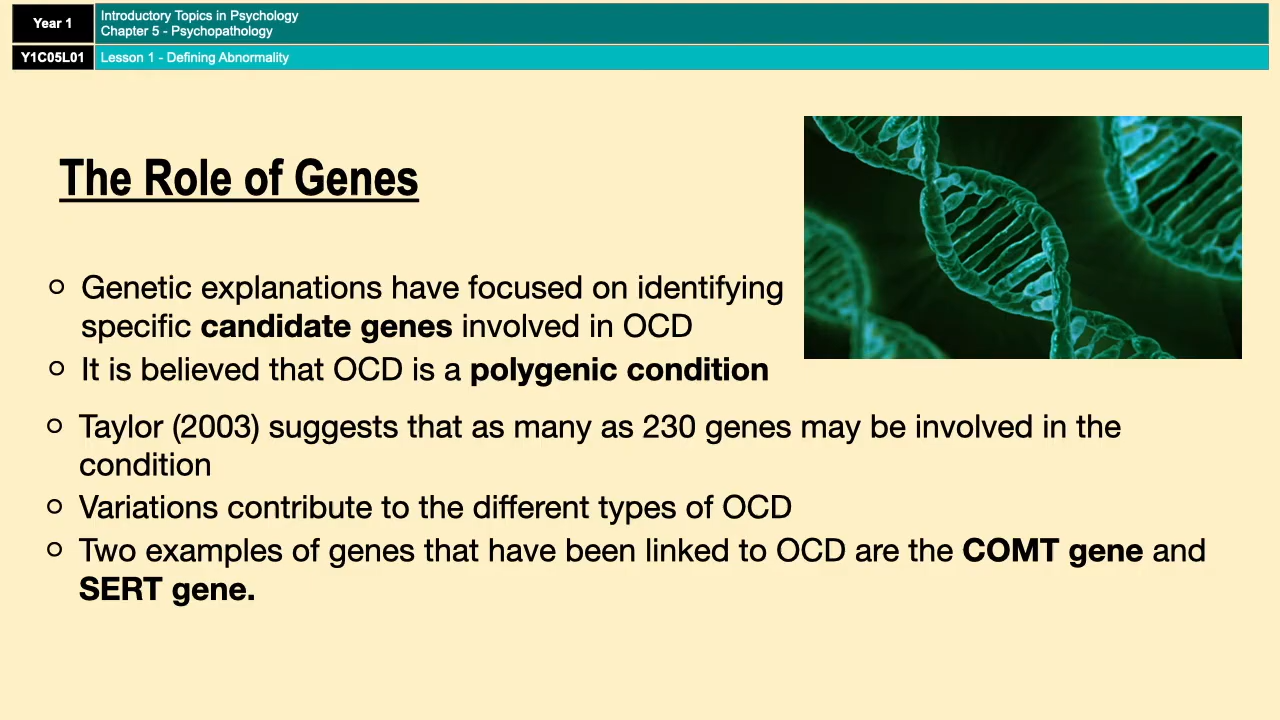 Year 1
Introductory Topics in Psychology
Chapter 5 - Psychopathology
Y1C05L01
Lesson 1 - Defining Abnormality
The Role of Genes
Genetic explanations have focused on identifying
specific candidate genes involved in OCD
It is believed that OCD is a polygenic condition
Taylor (2003) suggests that as many as 230 genes may be involved in the
condition
Variations contribute to the different types of OCD
Two examples of genes that have been linked to OCD are the COMT gene and
SERT gene.